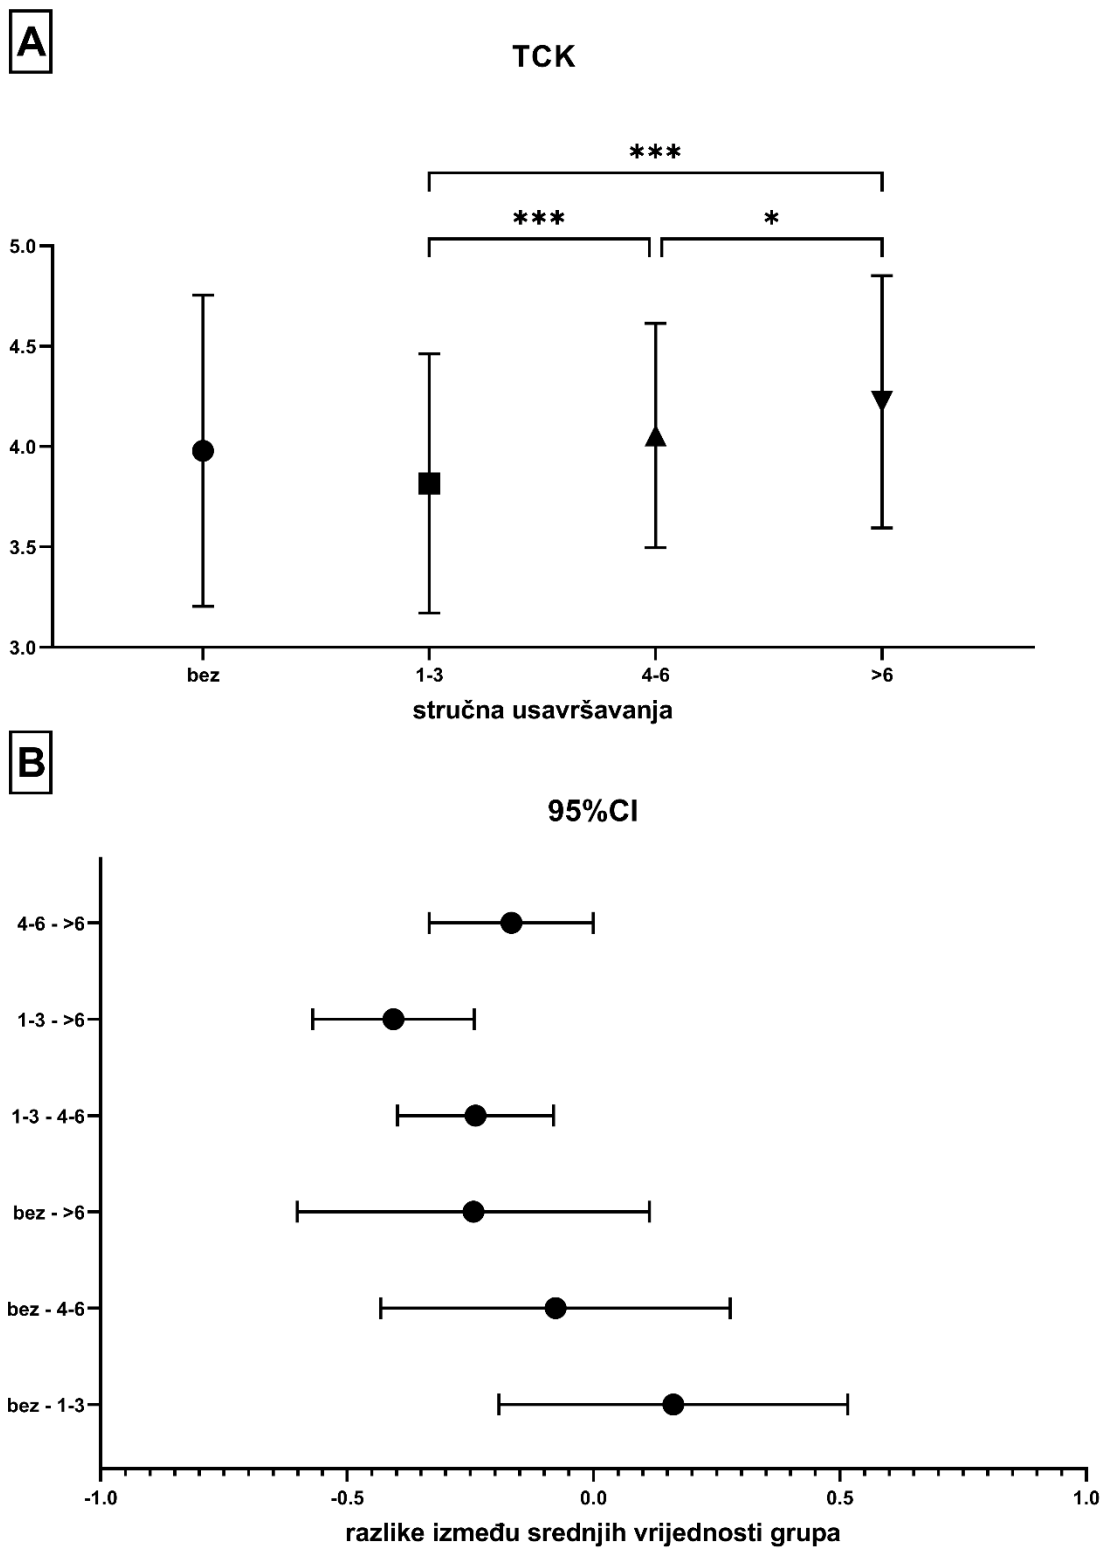 A
TCK
***
***
*
5.0
4.5
4.0
3.5
3.0
bez
1-3
4-6
>6
stručna usavršavanja
B
95%CI
4-6 - >6
1-3 - >6
1-3 - 4-6
bez - >6
bez - 4-6
bez - 1-3
-1.0
-0.5
0.0
0.5
1.0
razlike između srednjih vrijednosti grupa